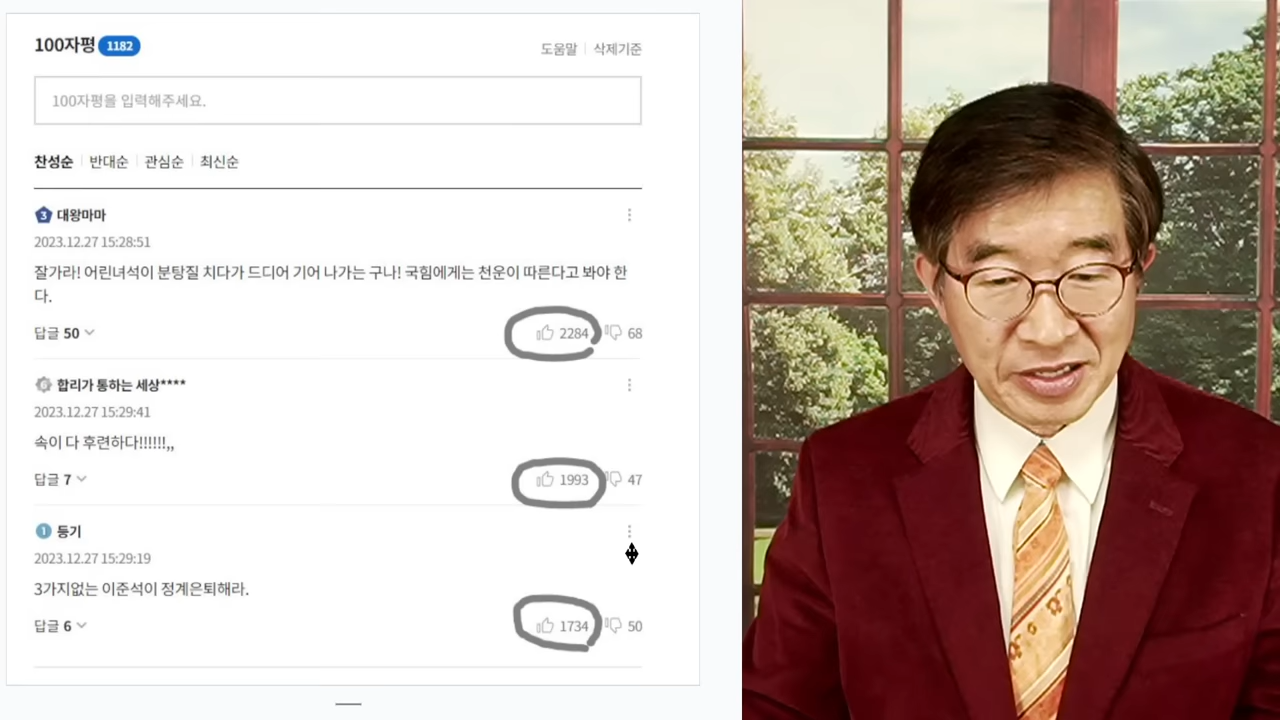 100자평 1182
도움말 | 삭제기준
100자평을 입력해주세요.
찬성순 | 반대순 | 관심순 | 최신순
3 대왕마마
2023.12.27 15:28:51
잘가라! 어린녀석이 분탕질 치다가 드디어 기어 나가는 구나! 국힘에게는 천운이 따른다고 봐야 한
다.
답글 50 2284 68
합리가 통하는 세상****
2023.12.27 15:29:41
속이 다 후련하다!!!!!!,,
답글 7 1993 47
1 등기
2023.12.27 15:29:19
3가지없는 이준석이 정계은퇴해라.
답글 6 1734 50